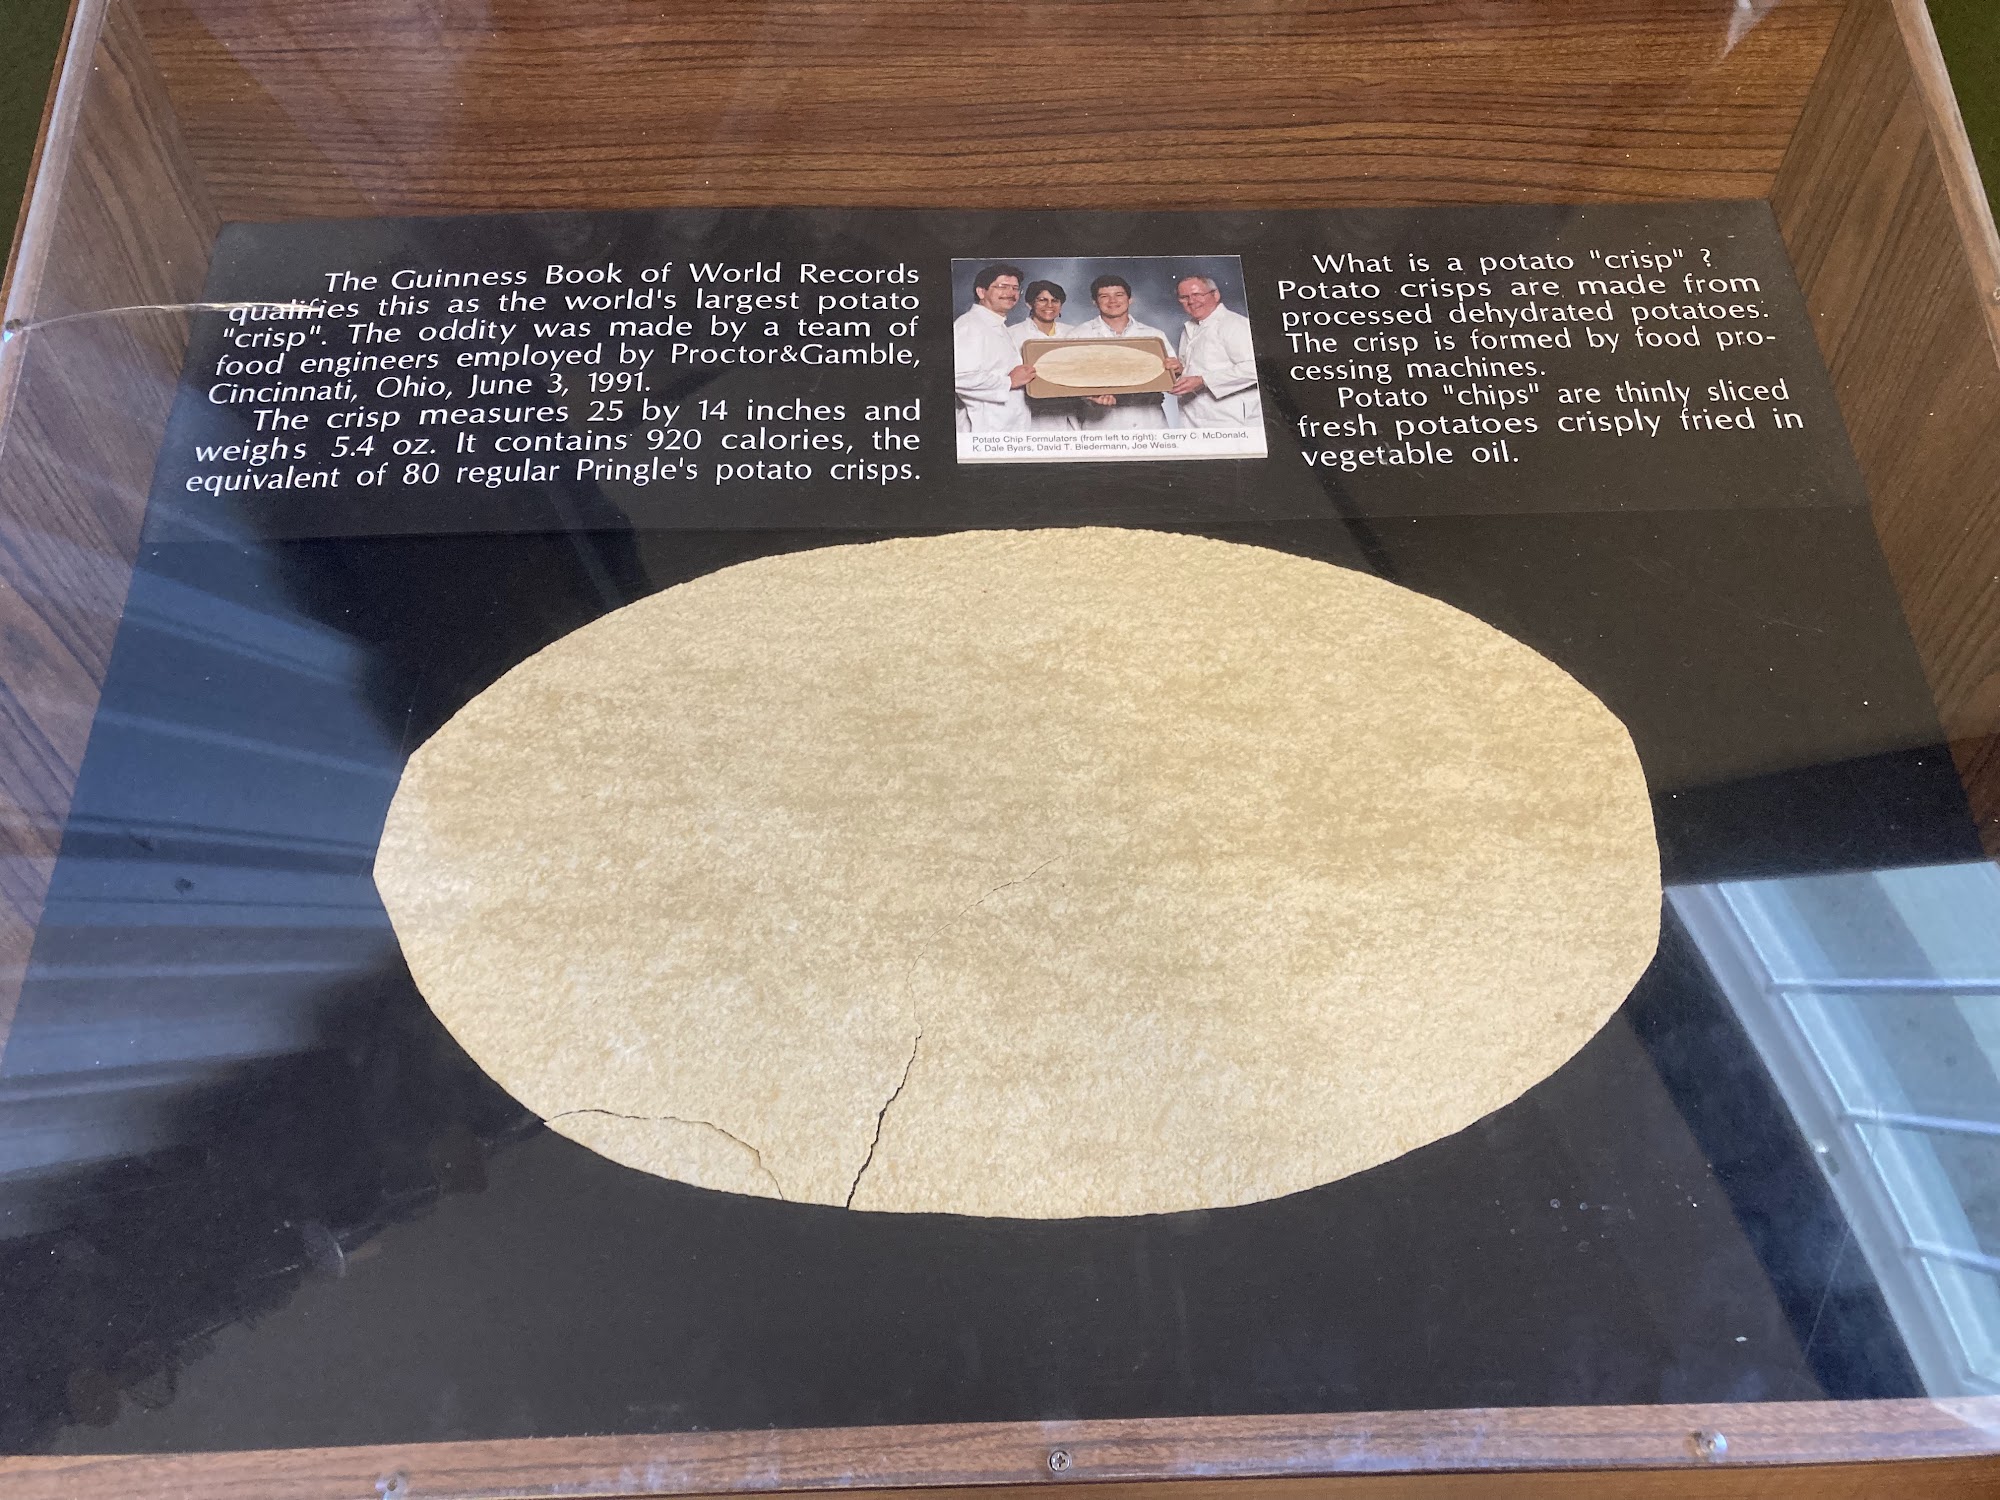 The Guinness Book of World Records
qualifies this as the world's largest potato
"crisp". The oddity was made by a team of
food engineers employed by Proctor&Gamble,
Cincinnati, Ohio, June 3, 1991.
The crisp measures 25 by 14 inches and
weighs 5.4 oz. It contains 920 calories, the
equivalent of 80 regular Pringle's potato crisps.
Potato Chip Formulators (from left to right): Gerry C. McDonald,
K. Dale Byars, David T. Biedermann, Joe Weiss.
What is a potato "crisp" ?
Potato crisps are made from
processed dehydrated potatoes.
The crisp is formed by food pro-
cessing machines.
Potato "chips" are thinly sliced
fresh potatoes crisply fried in
vegetable oil.